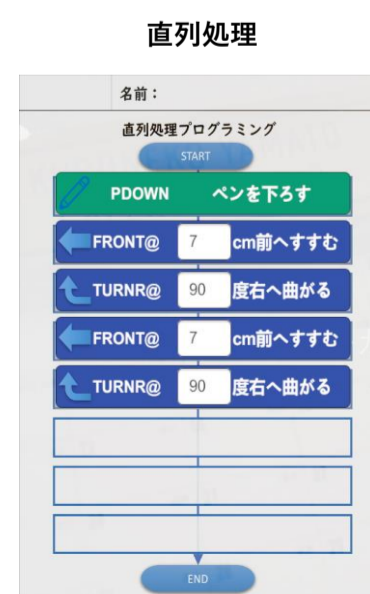 直列処理
名前：
直列処理プログラミング
START
PDOWN ペンを下ろす
FRONT@ 7 cm前へすすむ
TURNR@ 90 度右へ曲がる
FRONT@ 7 cm前へすすむ
TURNR@ 90 度右へ曲がる
END